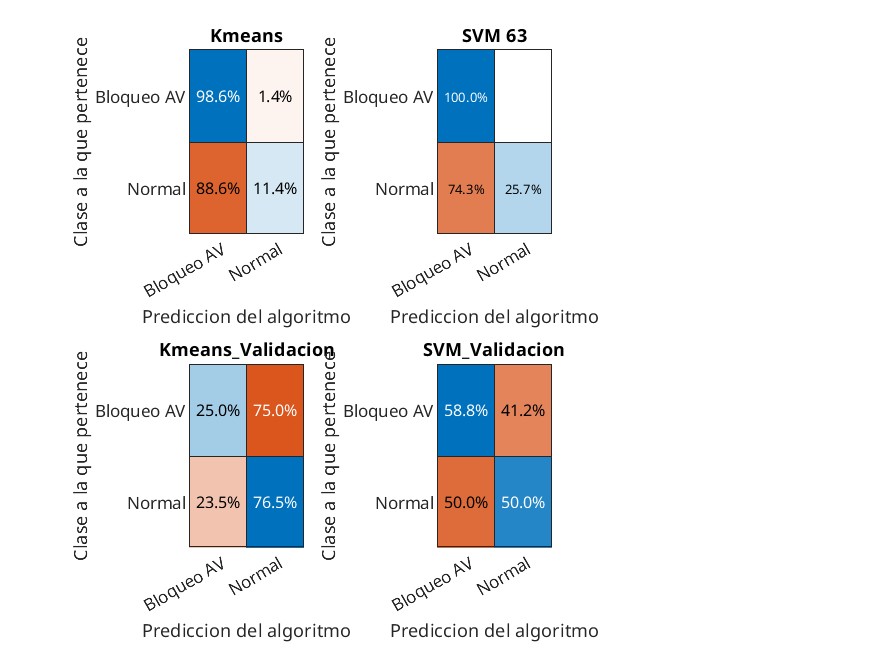 Kmeans
Clase a la que pertenece
Bloqueo AV
98.6% 1.4%
Normal
88.6% 11.4%
Bloqueo AV Normal
Prediccion del algoritmo
SVM 63
Clase a la que pertenece
Bloqueo AV
100.0%
Normal
74.3% 25.7%
Bloqueo AV Normal
Prediccion del algoritmo
Kmeans_Validacion
Clase a la que pertenece
Bloqueo AV
25.0% 75.0%
Normal
23.5% 76.5%
Bloqueo AV Normal
Prediccion del algoritmo
SVM_Validacion
Clase a la que pertenece
Bloqueo AV
58.8% 41.2%
Normal
50.0% 50.0%
Bloqueo AV Normal
Prediccion del algoritmo